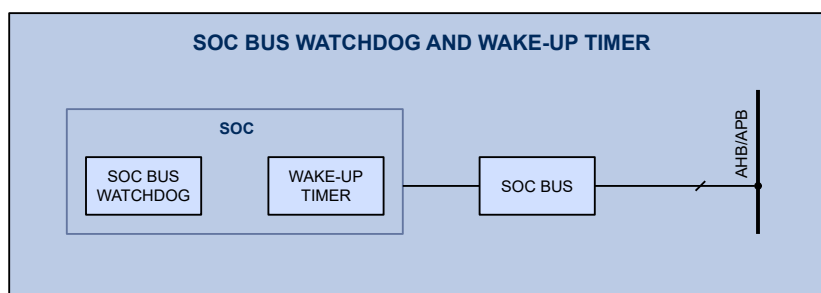 SOC BUS WATCHDOG AND WAKE-UP TIMER
SOC
SOC BUS
WATCHDOG
WAKE-UP
TIMER
SOC BUS
AHB/APB